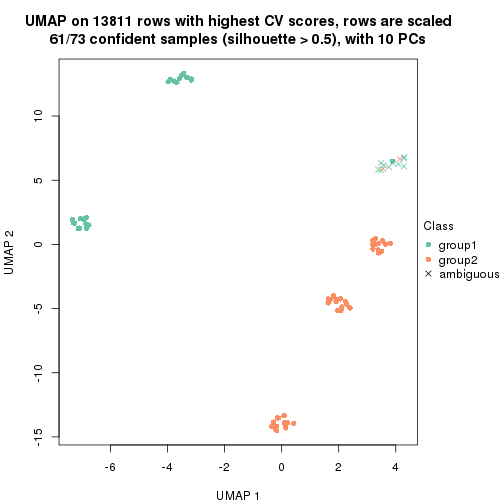 UMAP on 13811 rows with highest CV scores, rows are scaled
61/73 confident samples (silhouette > 0.5), with 10 PCs
10
5
0
-5
-10
-15
UMAP 2
-6
-4
-2
0
2
4
UMAP 1
Class
group1
group2
ambiguous